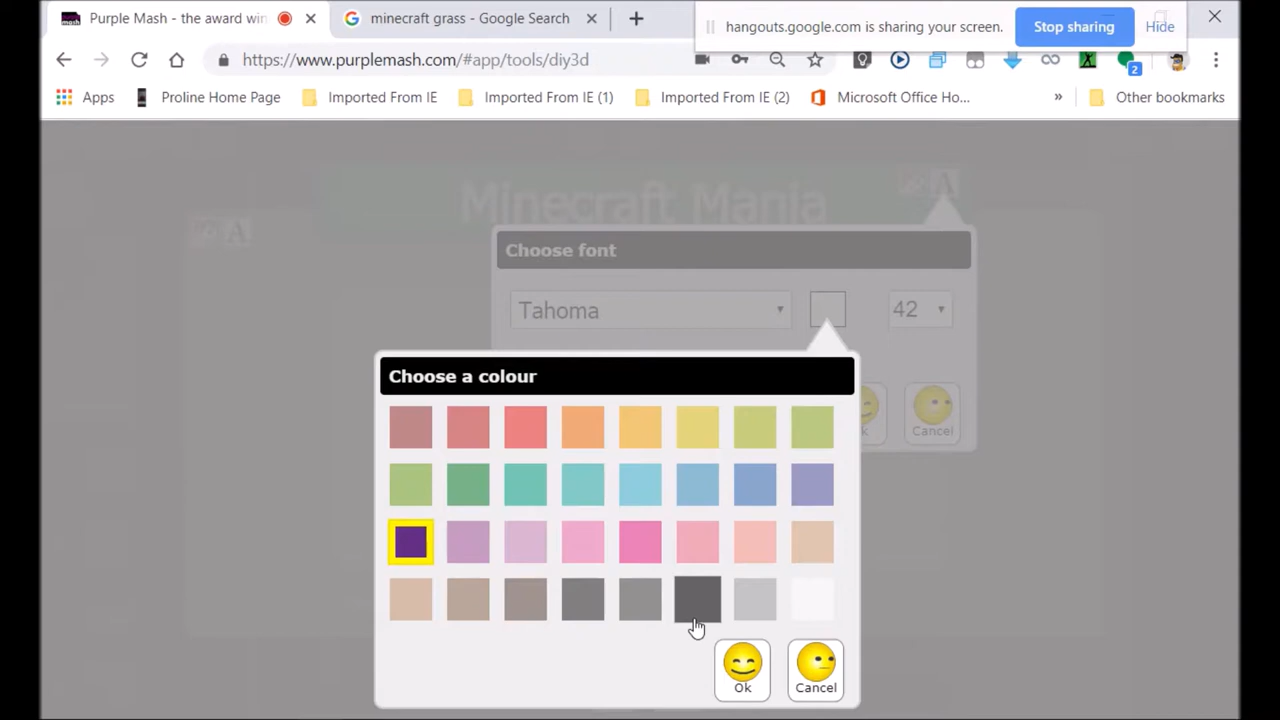 Purple Mash - the award win
minecraft grass - Google Search
hangouts.google.com is sharing your screen.
Stop sharing
Hide
https://www.purplemash.com/#app/tools/diy3d
2
Apps
Proline Home Page
Imported From IE
Imported From IE (1)
Imported From IE (2)
Microsoft Office Ho...
»
Other bookmarks
Minecraft Mania
A
A
Choose font
Tahoma
42
Choose a colour
k
Cancel
Ok
Cancel